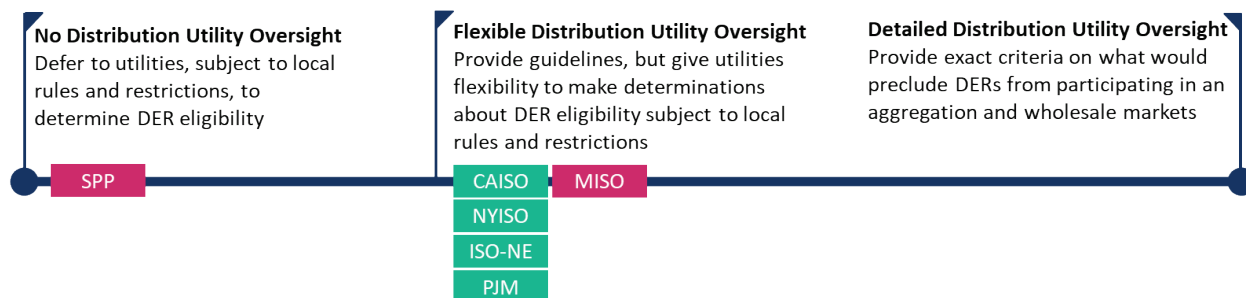 No Distribution Utility Oversight
Defer to utilities, subject to local
rules and restrictions, to
determine DER eligibility
Flexible Distribution Utility Oversight
Provide guidelines, but give utilities
flexibility to make determinations
about DER eligibility subject to local
rules and restrictions
Detailed Distribution Utility Oversight
Provide exact criteria on what would
preclude DERs from participating in an
aggregation and wholesale markets
SPP
CAISO
MISO
NYISO
ISO-NE
PJM